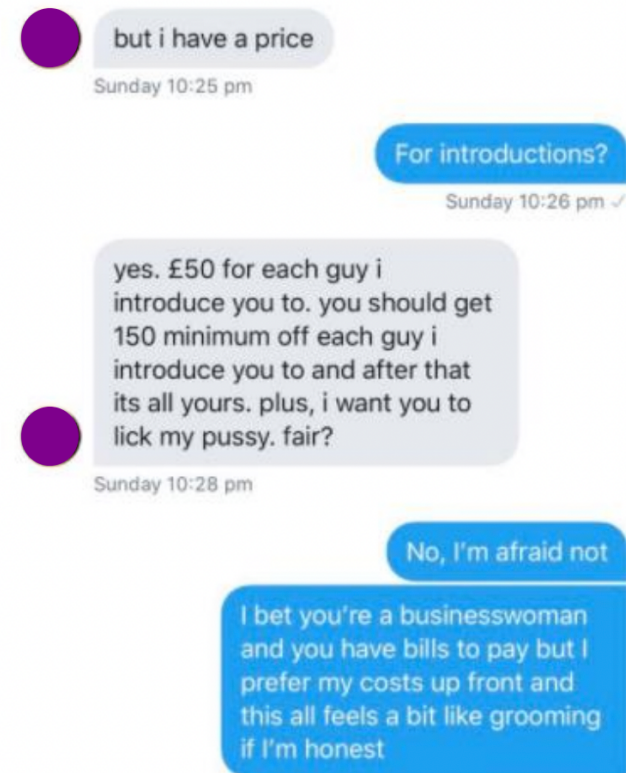 but i have a price
Sunday 10:25 pm
For introductions?
Sunday 10:26 pm ✓
yes. £50 for each guy i
introduce you to. you should get
150 minimum off each guy i
introduce you to and after that
its all yours. plus, i want you to
lick my pussy. fair?
Sunday 10:28 pm
No, I'm afraid not
I bet you're a businesswoman
and you have bills to pay but I
prefer my costs up front and
this all feels a bit like grooming
if I'm honest